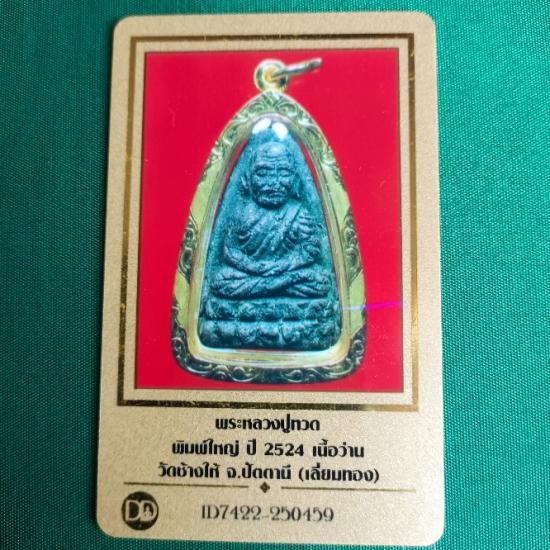 พระหลวงปู่ทวด
พิมพ์ใหญ่ ปี 2524 เนื้อว่าน
วัดช้างให้ จ.ปัตตานี (เลี่ยมทอง)
DD
ID7422-250459